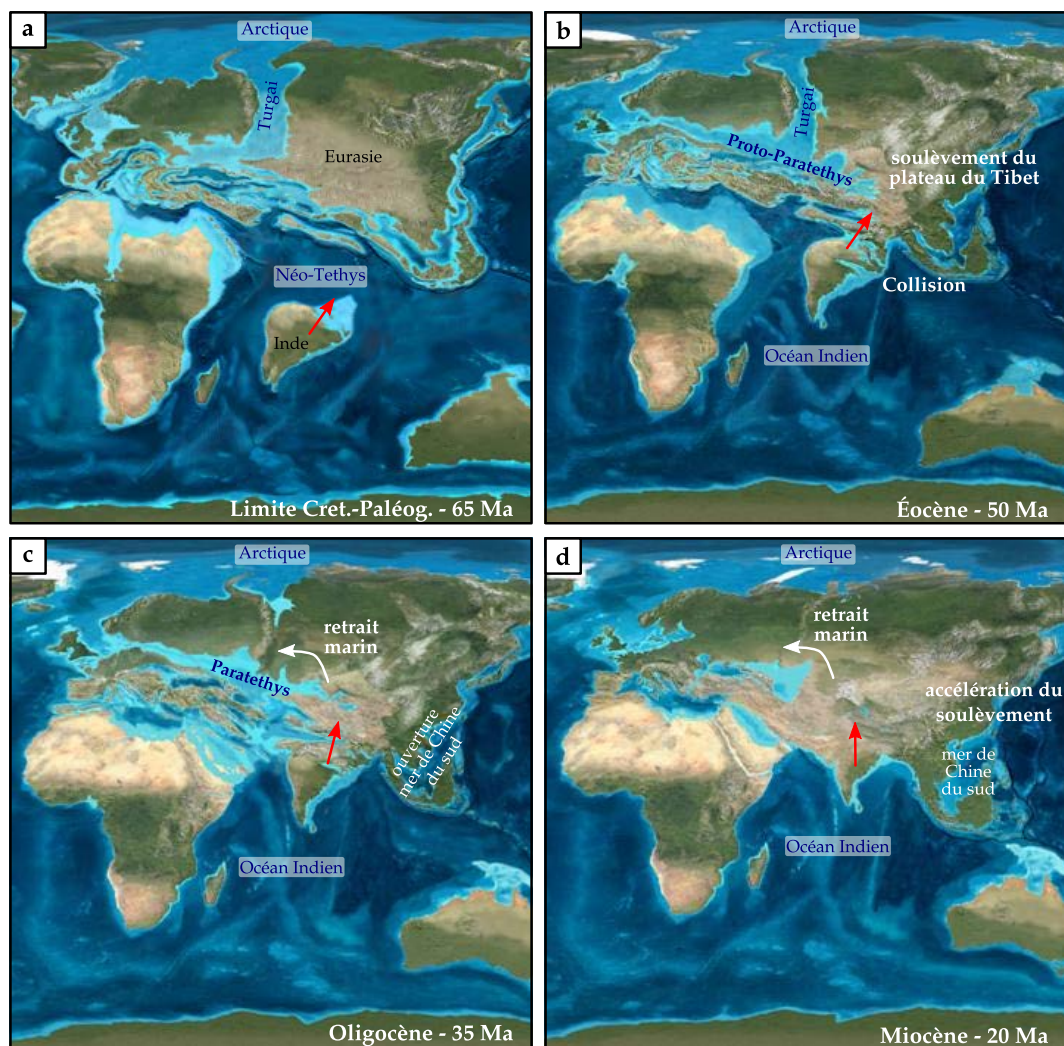 a
Arctique
Turgai
Eurasie
Néo-Tethys
Inde
Limite Cret.-Paléog. - 65 Ma
b
Arctique
Turgai
Proto-Paratethys
soulèvement du
plateau du Tibet
Collision
Océan Indien
Éocène - 50 Ma
c
Arctique
retrait
marin
Paratethys
ouverture
mer de Chine
du sud
Océan Indien
Oligocène - 35 Ma
d
Arctique
retrait
marin
accélération du
soulèvement
mer de
Chine
du sud
Océan Indien
Miocène - 20 Ma